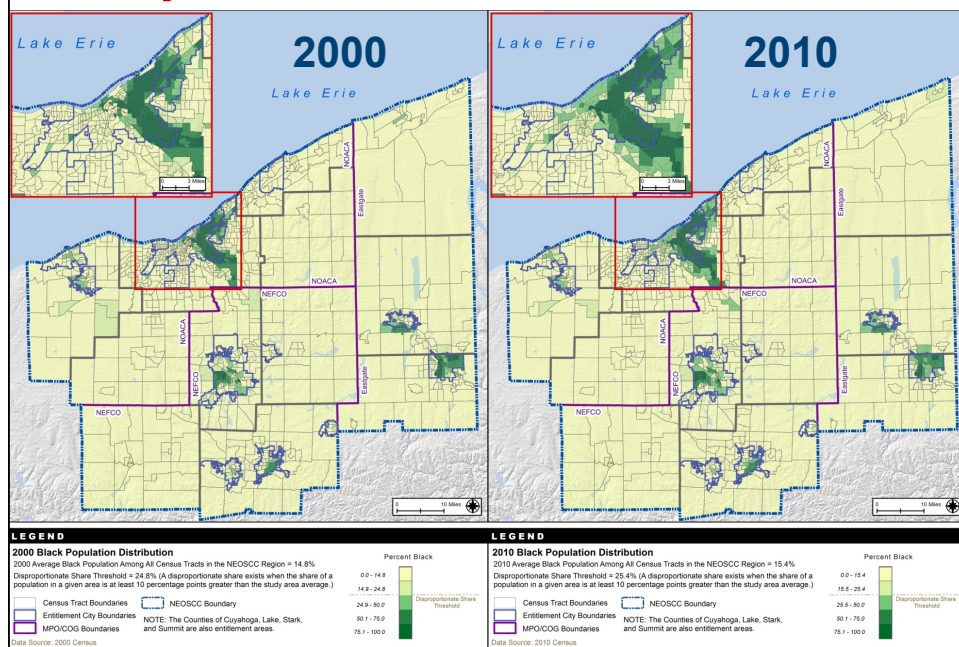 Lake Erie
2000
Lake Erie
0 3 Miles
NOACA
Eastgate
NOACA
NEFCO
NOACA
NEFCO
Eastgate
NEFCO
0 10 Miles
LEGEND
2000 Black Population Distribution
2000 Average Black Population Among All Census Tracts in the NEOSCC Region = 14.8%
Disproportionate Share Threshold = 24.8% (A disproportionate share exists when the share of a
population in a given area is at least 10 percentage points greater than the study area average.)
Census Tract Boundaries
NEOSCC Boundary
Entitlement City Boundaries
MPO/COG Boundaries
NOTE: The Counties of Cuyahoga, Lake, Stark,
and Summit are also entitlement areas.
Data Source: 2000 Census
Percent Black
0.0 - 14.8
14.9 - 24.8
Disproportionate Share
Threshold
24.9 - 50.0
50.1 - 75.0
75.1 - 100.0
Lake Erie
2010
Lake Erie
0 3 Miles
NOACA
Eastgate
NOACA
NEFCO
NOACA
NEFCO
Eastgate
NEFCO
0 10 Miles
LEGEND
2010 Black Population Distribution
2010 Average Black Population Among All Census Tracts in the NEOSCC Region = 15.4%
Disproportionate Share Threshold = 25.4% (A disproportionate share exists when the share of a
population in a given area is at least 10 percentage points greater than the study area average.)
Census Tract Boundaries
NEOSCC Boundary
Entitlement City Boundaries
MPO/COG Boundaries
NOTE: The Counties of Cuyahoga, Lake, Stark,
and Summit are also entitlement areas.
Data Source: 2010 Census
Percent Black
0.0 - 15.4
15.5 - 25.4
Disproportionate Share
Threshold
25.5 - 50.0
50.1 - 75.0
75.1 - 100.0